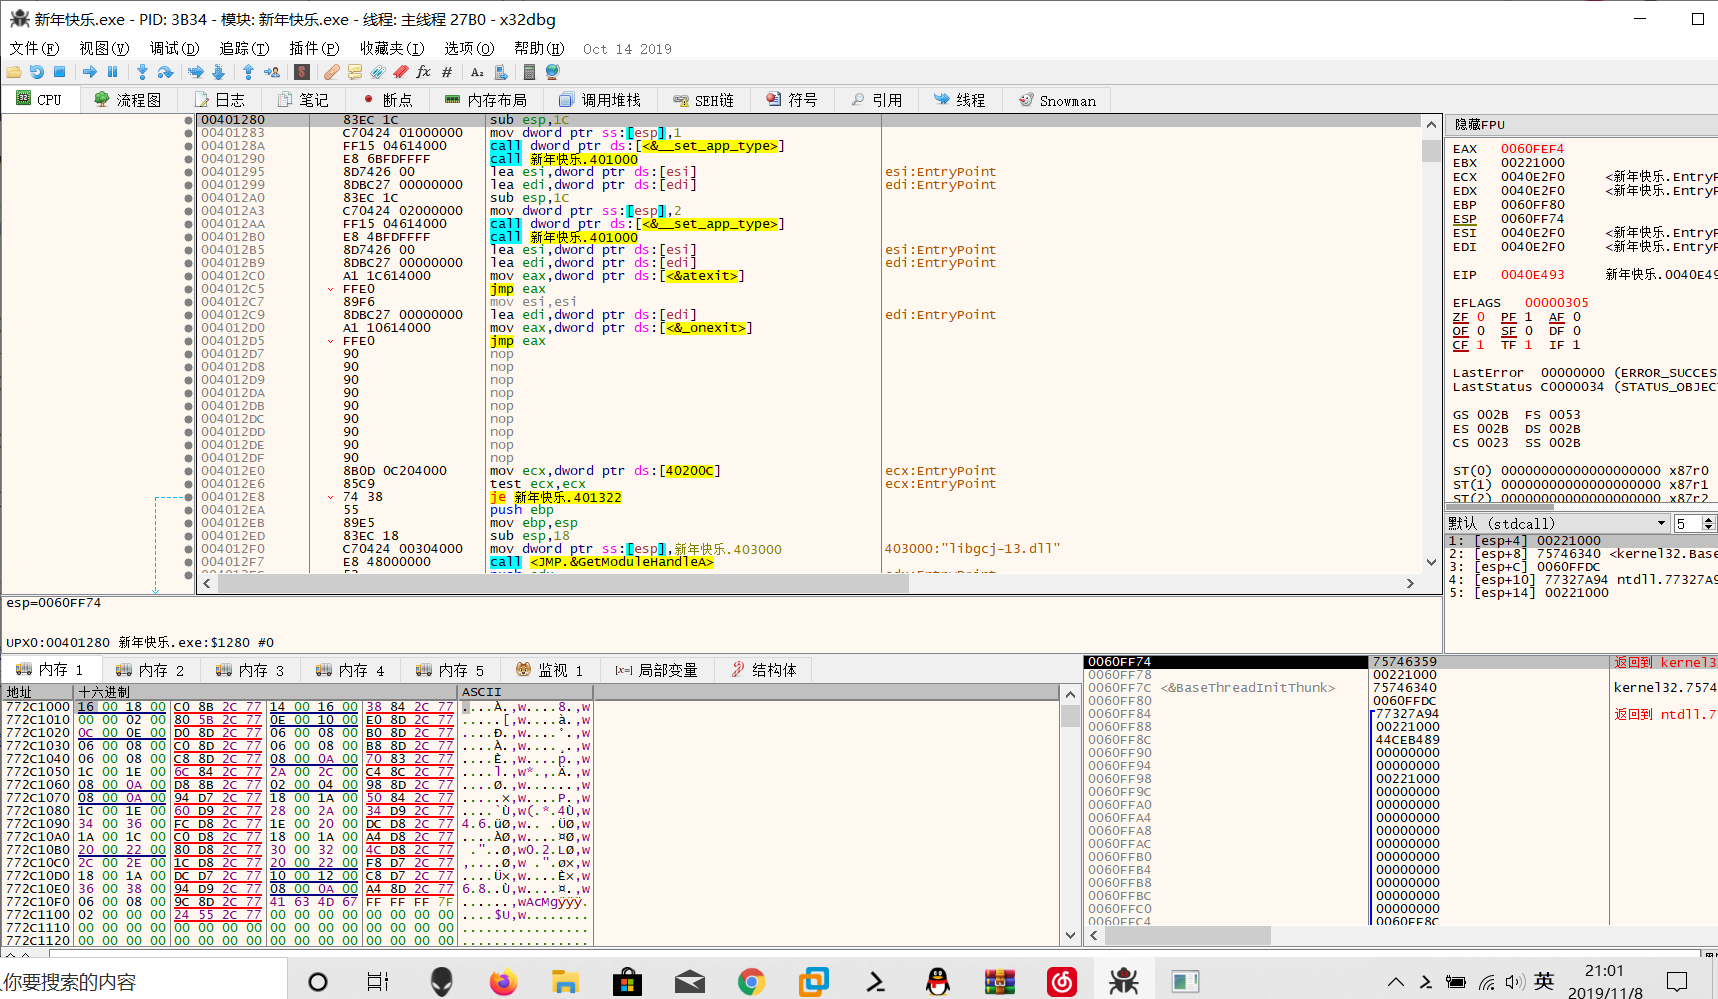 新年快乐.exe - PID: 3B34 - 模块: 新年快乐.exe - 线程: 主线程 27B0 - x32dbg
文件(F) 视图(V) 调试(D) 追踪(T) 插件(P) 收藏夹(I) 选项(O) 帮助(H) Oct 14 2019
CPU 流程图 日志 笔记 断点 内存布局 调用堆栈 SEH链 符号 引用 线程 Snowman
00401280 83EC 1C sub esp,1C
00401283 C70424 01000000 mov dword ptr ss:[esp],1
0040128A FF15 04614000 call dword ptr ds:[<&__set_app_type>]
00401290 E8 6BFDFFFF call 新年快乐.401000
00401295 8D7426 00 lea esi,dword ptr ds:[esi] esi:EntryPoint
00401299 8DBC27 00000000 lea edi,dword ptr ds:[edi] edi:EntryPoint
004012A0 83EC 1C sub esp,1C
004012A3 C70424 02000000 mov dword ptr ss:[esp],2
004012AA FF15 04614000 call dword ptr ds:[<&__set_app_type>]
004012B0 E8 4BFDFFFF call 新年快乐.401000
004012B5 8D7426 00 lea esi,dword ptr ds:[esi] esi:EntryPoint
004012B9 8DBC27 00000000 lea edi,dword ptr ds:[edi] edi:EntryPoint
004012C0 A1 1C614000 mov eax,dword ptr ds:[<&atexit>]
004012C5 FFE0 jmp eax
004012C7 89F6 mov esi,esi
004012C9 8DBC27 00000000 lea edi,dword ptr ds:[edi] edi:EntryPoint
004012D0 A1 10614000 mov eax,dword ptr ds:[<&_onexit>]
004012D5 FFE0 jmp eax
004012D7 90 nop
004012D8 90 nop
004012D9 90 nop
004012DA 90 nop
004012DB 90 nop
004012DC 90 nop
004012DD 90 nop
004012DE 90 nop
004012DF 90 nop
004012E0 8B0D 0C204000 mov ecx,dword ptr ds:[40200C] ecx:EntryPoint
004012E6 85C9 test ecx,ecx ecx:EntryPoint
004012E8 74 38 je 新年快乐.401322
004012EA 55 push ebp
004012EB 89E5 mov ebp,esp
004012ED 83EC 18 sub esp,18
004012F0 C70424 00304000 mov dword ptr ss:[esp],新年快乐.403000 403000:"libgcj-13.dll"
004012F7 E8 48000000 call <JMP.&GetModuleHandleA>
隐藏FPU
EAX 0060FEF4
EBX 00221000
ECX 0040E2F0 <新年快乐.EntryP
EDX 0040E2F0 <新年快乐.EntryP
EBP 0060FF80
ESP 0060FF74
ESI 0040E2F0 <新年快乐.EntryP
EDI 0040E2F0 <新年快乐.EntryP
EIP 0040E493 新年快乐.0040E49
EFLAGS 00000305
ZF 0 PF 1 AF 0
OF 0 SF 0 DF 0
CF 1 TF 1 IF 1
LastError 00000000 (ERROR_SUCCES
LastStatus C0000034 (STATUS_OBJEC
GS 002B FS 0053
ES 002B DS 002B
CS 0023 SS 002B
ST(0) 00000000000000000000 x87r0
ST(1) 00000000000000000000 x87r1
ST(2) 00000000000000000000 x87r2
默认 (stdcall) 5
1: [esp+4] 00221000
2: [esp+8] 75746340 <kernel32.Base
3: [esp+C] 0060FFDC
4: [esp+10] 77327A94 ntdll.77327A9
5: [esp+14] 00221000
esp=0060FF74
UPX0:00401280 新年快乐.exe:$1280 #0
内存 1 内存 2 内存 3 内存 4 内存 5 监视 1 [x=] 局部变量 结构体
地址 十六进制 ASCII
772C1000 16 00 18 00 C0 8B 2C 77 14 00 16 00 38 84 2C 77 ....À.,w....8.,w
772C1010 00 00 02 00 80 5B 2C 77 0E 00 10 00 E0 8D 2C 77 .....[,w....à.,w
772C1020 0C 00 0E 00 D0 8D 2C 77 06 00 08 00 B0 8D 2C 77 ....Ð.,w....°.,w
772C1030 06 00 08 00 C0 8D 2C 77 06 00 08 00 B8 8D 2C 77 ....À.,w....¸.,w
772C1040 06 00 08 00 C8 8D 2C 77 08 00 0A 00 70 83 2C 77 ....È.,w....p.,w
772C1050 1C 00 1E 00 6C 84 2C 77 2A 00 2C 00 C4 8C 2C 77 ....l.,w*.,.Ä.,w
772C1060 08 00 0A 00 D8 8B 2C 77 02 00 04 00 98 8D 2C 77 ....Ø.,w......,w
772C1070 08 00 0A 00 94 D7 2C 77 18 00 1A 00 50 84 2C 77 .....×,w....P.,w
772C1080 1C 00 1E 00 60 D9 2C 77 28 00 2A 00 34 D9 2C 77 ....`Ù,w(.*.4Ù,w
772C1090 34 00 36 00 FC D8 2C 77 1E 00 20 00 DC D8 2C 77 4.6.üØ,w.. .ÜØ,w
772C10A0 1A 00 1C 00 C0 D8 2C 77 18 00 1A 00 A4 D8 2C 77 ....ÀØ,w....¤Ø,w
772C10B0 20 00 22 00 80 D8 2C 77 30 00 32 00 4C D8 2C 77  ."..Ø,w0.2.LØ,w
772C10C0 2C 00 2E 00 1C D8 2C 77 20 00 22 00 F8 D7 2C 77 ,....Ø,w .".ø×,w
772C10D0 18 00 1A 00 DC D7 2C 77 10 00 12 00 C8 D7 2C 77 ....Ü×,w....È×,w
772C10E0 36 00 38 00 94 D9 2C 77 08 00 0A 00 A4 8D 2C 77 6.8..Ù,w....¤.,w
772C10F0 06 00 08 00 9C 8D 2C 77 41 63 4D 67 FF FF FF 7F ......,wAcMgÿÿÿ.
772C1100 02 00 00 00 24 55 2C 77 00 00 00 00 00 00 00 00 ....$U,w........
772C1110 00 00 00 00 00 00 00 00 00 00 00 00 00 00 00 00 ................
772C1120 00 00 00 00 00 00 00 00 00 00 00 00 00 00 00 00 ................
0060FF74 75746359 返回到 kernel3
0060FF78 00221000
0060FF7C <&BaseThreadInitThunk> 75746340 kernel32.7574
0060FF80 0060FFDC
0060FF84 77327A94 返回到 ntdll.7
0060FF88 00221000
0060FF8C 44CEB489
0060FF90 00000000
0060FF94 00000000
0060FF98 00221000
0060FF9C 00000000
0060FFA0 00000000
0060FFA4 00000000
0060FFA8 00000000
0060FFAC 00000000
0060FFB0 00000000
0060FFB4 00000000
0060FFB8 00000000
0060FFBC 00000000
0060FFC0 00000000
0060FFC4 0060FF8C
你要搜索的内容
英
21:01
2019/11/8